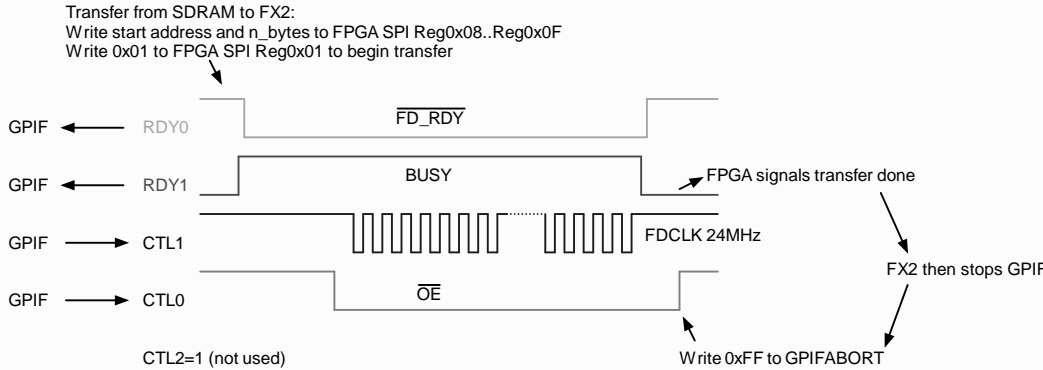 Transfer from SDRAM to FX2:
Write start address and n_bytes to FPGA SPI Reg0x08..Reg0x0F
Write 0x01 to FPGA SPI Reg0x01 to begin transfer
GPIF RDY0 FD_RDY
GPIF RDY1 BUSY FPGA signals transfer done
GPIF CTL1 FDCLK 24MHz
FX2 then stops GPIF
GPIF CTL0 OE
CTL2=1 (not used) Write 0xFF to GPIFABORT